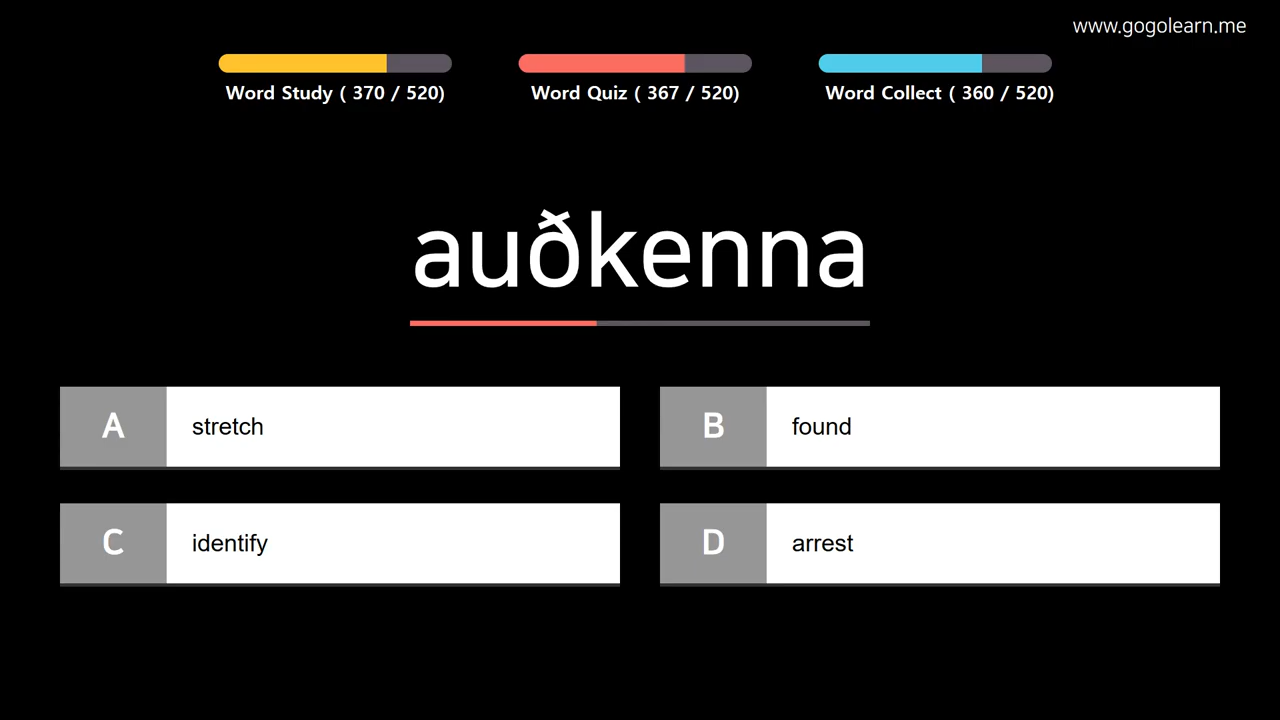 www.gogolearn.me
Word Study ( 370 / 520)
Word Quiz ( 367 / 520)
Word Collect ( 360 / 520)
auðkenna
A stretch
B found
C identify
D arrest